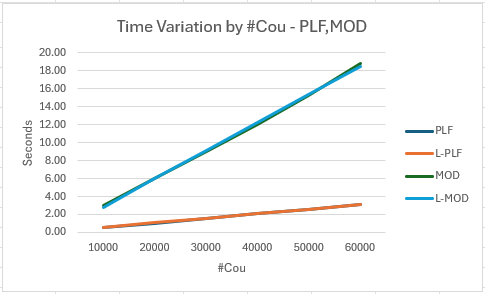 Time Variation by #Cou - PLF,MOD
20.00
18.00
16.00
14.00
12.00
10.00
8.00
6.00
4.00
2.00
0.00
Seconds
10000 20000 30000 40000 50000 60000
#Cou
PLF
L-PLF
MOD
L-MOD